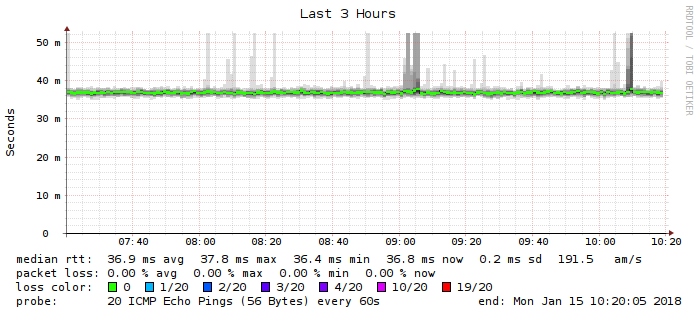 Last 3 Hours
RRDTOOL / TOBI OETIKER
Seconds
50 m
40 m
30 m
20 m
10 m
0
07:40 08:00 08:20 08:40 09:00 09:20 09:40 10:00 10:20
median rtt: 36.9 ms avg 37.8 ms max 36.4 ms min 36.8 ms now 0.2 ms sd 191.5 am/s
packet loss: 0.00 % avg 0.00 % max 0.00 % min 0.00 % now
loss color: 0 1/20 2/20 3/20 4/20 10/20 19/20
probe: 20 ICMP Echo Pings (56 Bytes) every 60s end: Mon Jan 15 10:20:05 2018